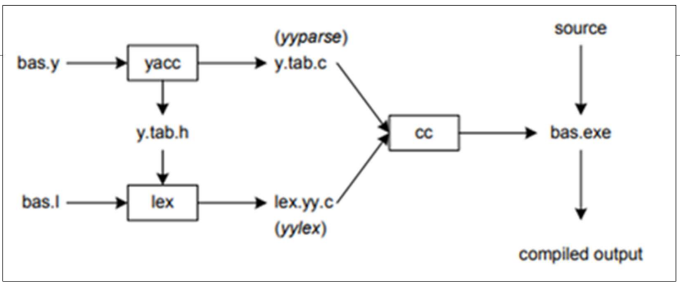 source
(yyparse)
bas.y
yacc
y.tab.c
y.tab.h
cc
bas.exe
bas.l
lex
lex.yy.c
(yylex)
compiled output